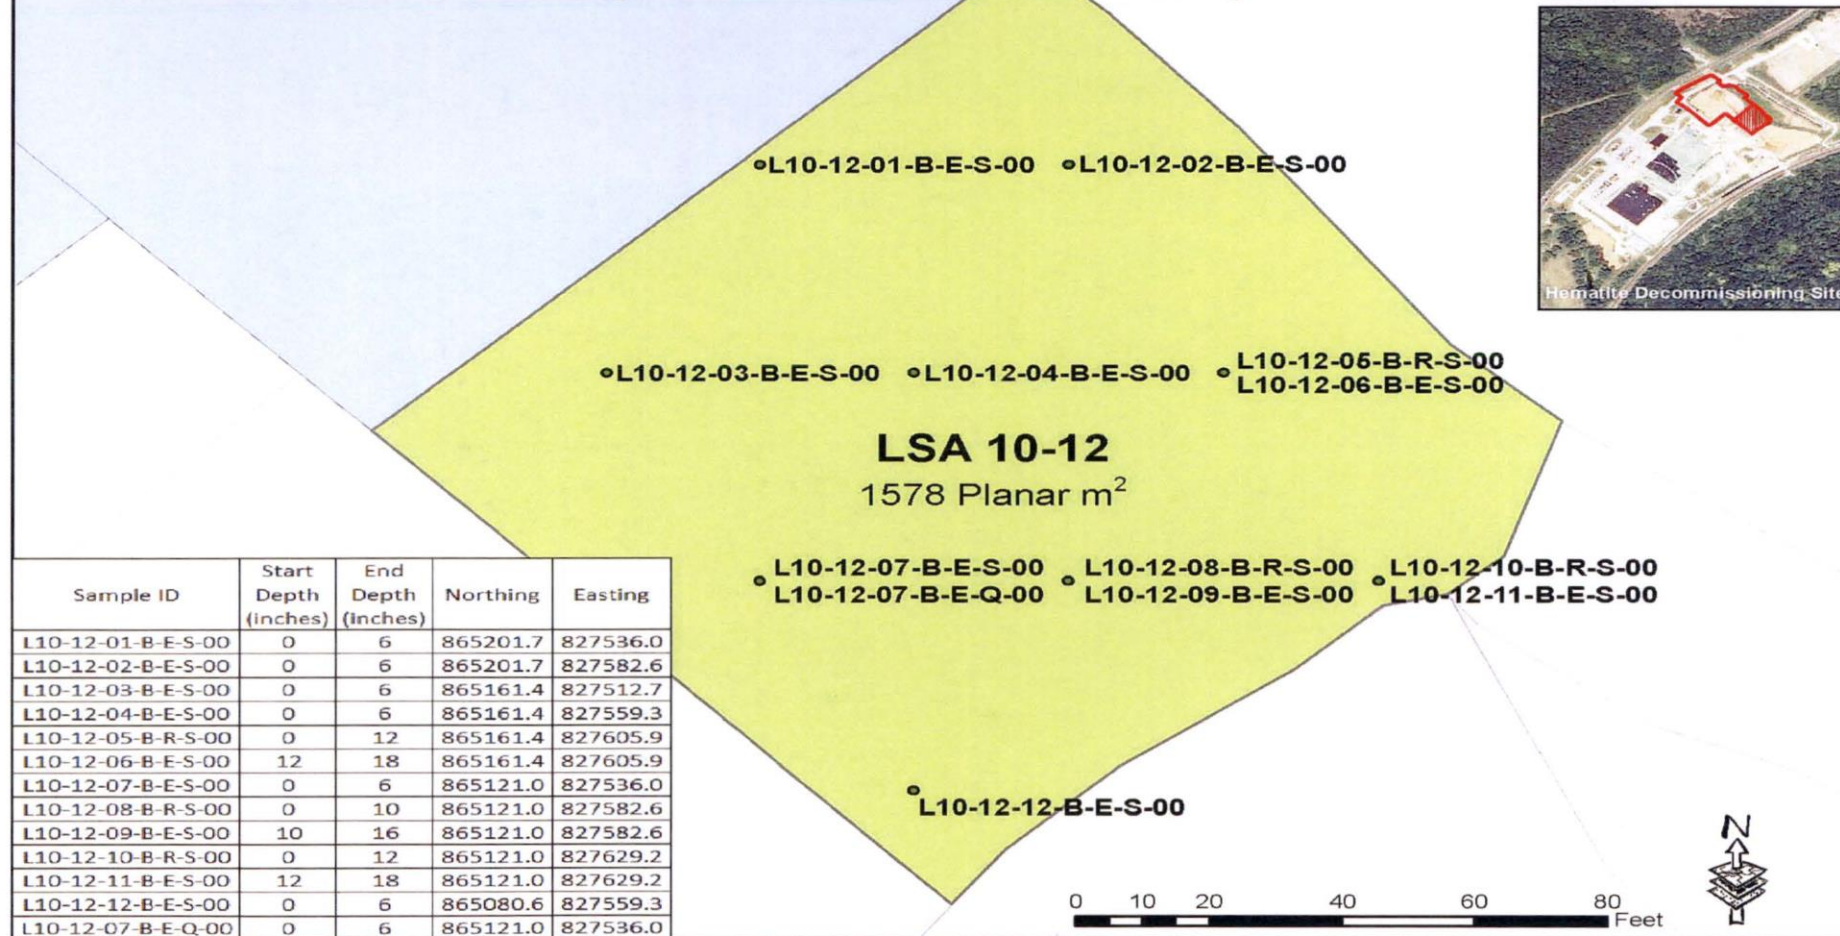 L10-12-01-B-E-S-00 L10-12-02-B-E-S-00
Hematite Decommissioning Site
L10-12-03-B-E-S-00 L10-12-04-B-E-S-00 L10-12-05-B-R-S-00
L10-12-06-B-E-S-00
LSA 10-12
1578 Planar m²
L10-12-07-B-E-S-00 L10-12-08-B-R-S-00 L10-12-10-B-R-S-00
L10-12-07-B-E-Q-00 L10-12-09-B-E-S-00 L10-12-11-B-E-S-00
L10-12-12-B-E-S-00
Sample ID Start Depth (inches) End Depth (inches) Northing Easting
L10-12-01-B-E-S-00 0 6 865201.7 827536.0
L10-12-02-B-E-S-00 0 6 865201.7 827582.6
L10-12-03-B-E-S-00 0 6 865161.4 827512.7
L10-12-04-B-E-S-00 0 6 865161.4 827559.3
L10-12-05-B-R-S-00 0 12 865161.4 827605.9
L10-12-06-B-E-S-00 12 18 865161.4 827605.9
L10-12-07-B-E-S-00 0 6 865121.0 827536.0
L10-12-08-B-R-S-00 0 10 865121.0 827582.6
L10-12-09-B-E-S-00 10 16 865121.0 827582.6
L10-12-10-B-R-S-00 0 12 865121.0 827629.2
L10-12-11-B-E-S-00 12 18 865121.0 827629.2
L10-12-12-B-E-S-00 0 6 865080.6 827559.3
L10-12-07-B-E-Q-00 0 6 865121.0 827536.0
N
0 10 20 40 60 80
Feet